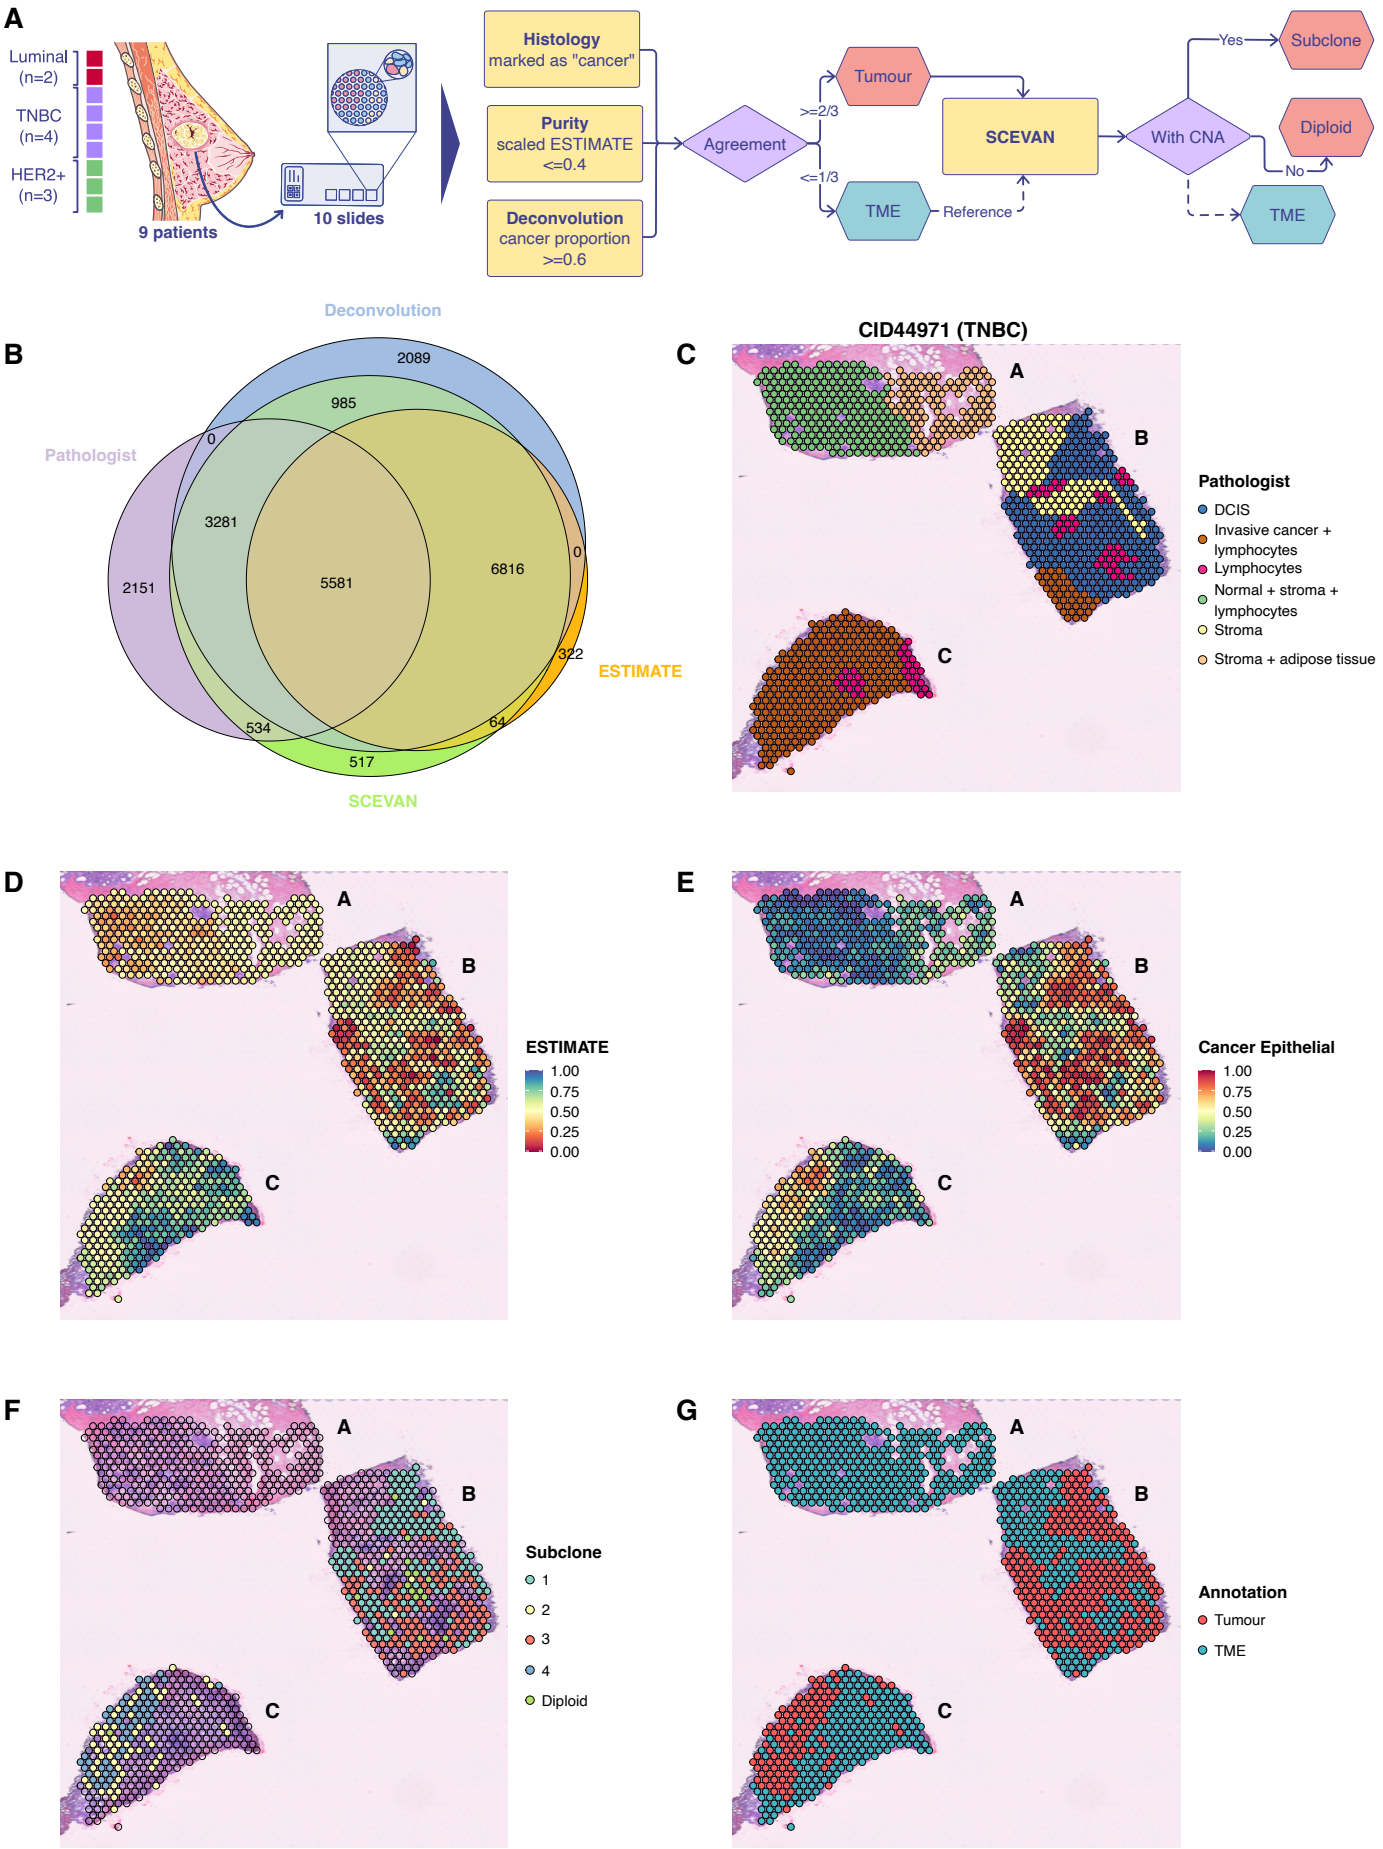 A
Luminal
(n=2)
TNBC
(n=4)
HER2+
(n=3)
9 patients
10 slides
Histology
marked as "cancer"
Purity
scaled ESTIMATE
<=0.4
Deconvolution
cancer proportion
>=0.6
Agreement
>=2/3
<=1/3
Tumour
TME
Reference
SCEVAN
With CNA
Yes
No
Subclone
Diploid
TME
B
Deconvolution
2089
985
0
Pathologist
3281
0
2151
5581
6816
322
ESTIMATE
534
64
517
SCEVAN
C
CID44971 (TNBC)
A
B
C
Pathologist
DCIS
Invasive cancer +
lymphocytes
Lymphocytes
Normal + stroma +
lymphocytes
Stroma
Stroma + adipose tissue
D
A
B
C
ESTIMATE
1.00
0.75
0.50
0.25
0.00
E
A
B
C
Cancer Epithelial
1.00
0.75
0.50
0.25
0.00
F
A
B
C
Subclone
1
2
3
4
Diploid
G
A
B
C
Annotation
Tumour
TME